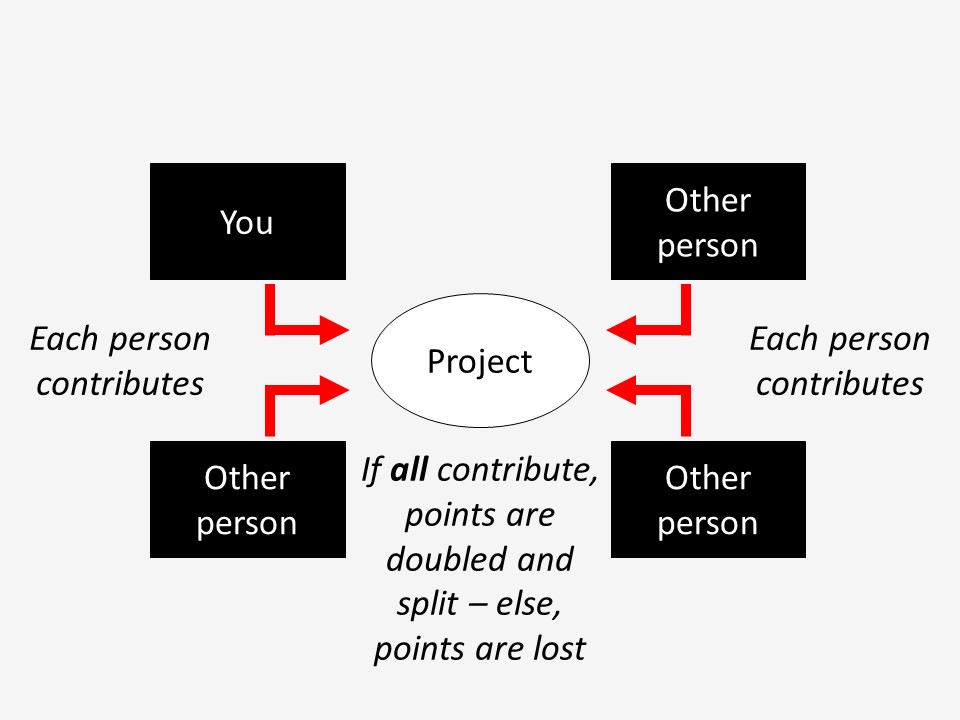 You
Other
person
Each person
contributes
Project
Each person
contributes
Other
person
If all contribute,
points are
doubled and
split – else,
points are lost
Other
person